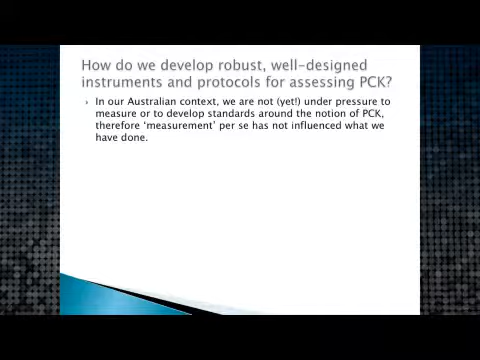 How do we develop robust, well-designed
instruments and protocols for assessing PCK?
In our Australian context, we are not (yet!) under pressure to
measure or to develop standards around the notion of PCK,
therefore ‘measurement’ per se has not influenced what we
have done.